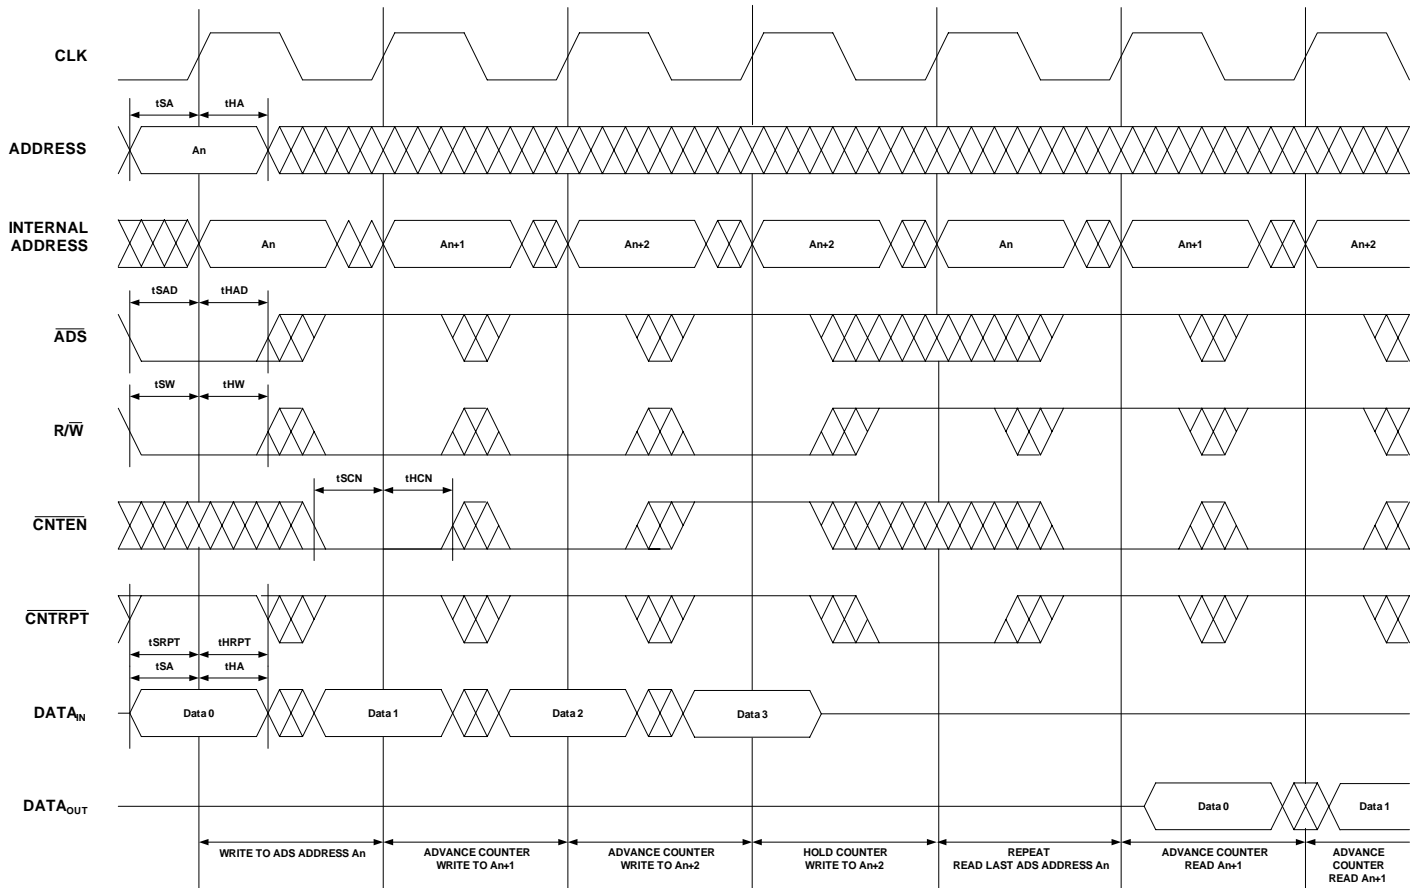 CLK
tSA tHA
ADDRESS An
INTERNAL
ADDRESS
An An+1 An+2 An+2 An An+1 An+2
tSAD tHAD
ADS
tSW tHW
R/W
tSCN tHCN
CNTEN
CNTRPT
tSRPT tHRPT
tSA tHA
DATAIN Data 0 Data 1 Data 2 Data 3
DATAOUT Data 0 Data 1
WRITE TO ADS ADDRESS An
ADVANCE COUNTER
WRITE TO An+1
ADVANCE COUNTER
WRITE TO An+2
HOLD COUNTER
WRITE TO An+2
REPEAT
READ LAST ADS ADDRESS An
ADVANCE COUNTER
READ An+1
ADVANCE
COUNTER
READ An+1